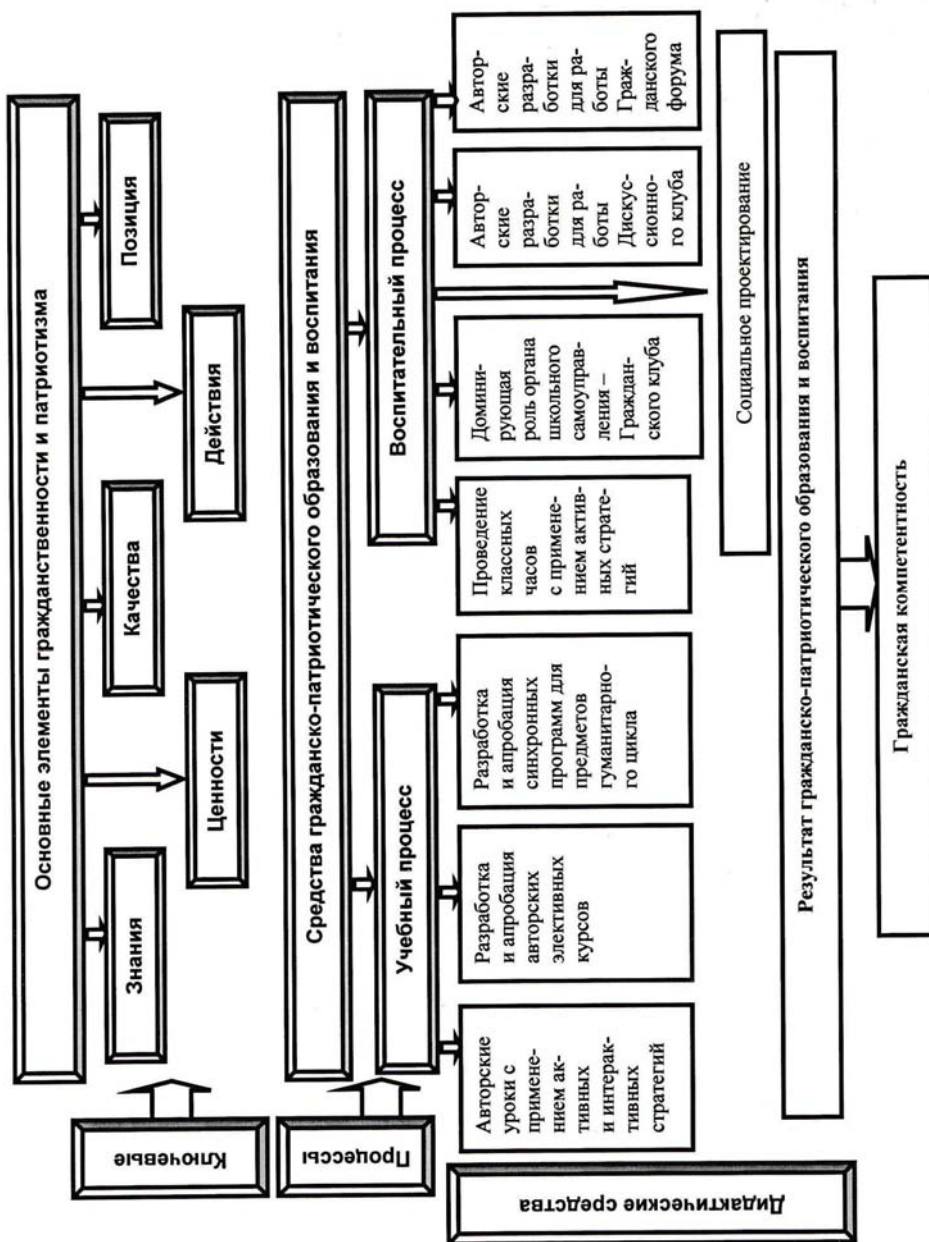 Основные элементы гражданственности и патриотизма
Ключевые
Знания
Ценности
Качества
Действия
Позиция
Средства гражданско-патриотического образования и воспитания
Процессы
Учебный процесс
Воспитательный процесс
Дидактические средства
Авторские
уроки с
примене-
нием ак-
тивных
и интерак-
тивных
стратегий
Разработка
и апробация
авторских
элективных
курсов
Разработка
и апробация
синхронных
программ для
предметов
гуманитарно-
го цикла
Проведение
классных
часов
с примене-
нием актив-
ных страте-
гий
Домини-
рующая
роль органа
школьного
самоуправ-
ления –
Граждан-
ского клуба
Автор-
ские
разра-
ботки
для ра-
боты
Дискус-
сионно-
го клуба
Автор-
ские
разра-
ботки
для ра-
боты
Граж-
данского
форума
Социальное проектирование
Результат гражданско-патриотического образования и воспитания
Гражданская компетентность